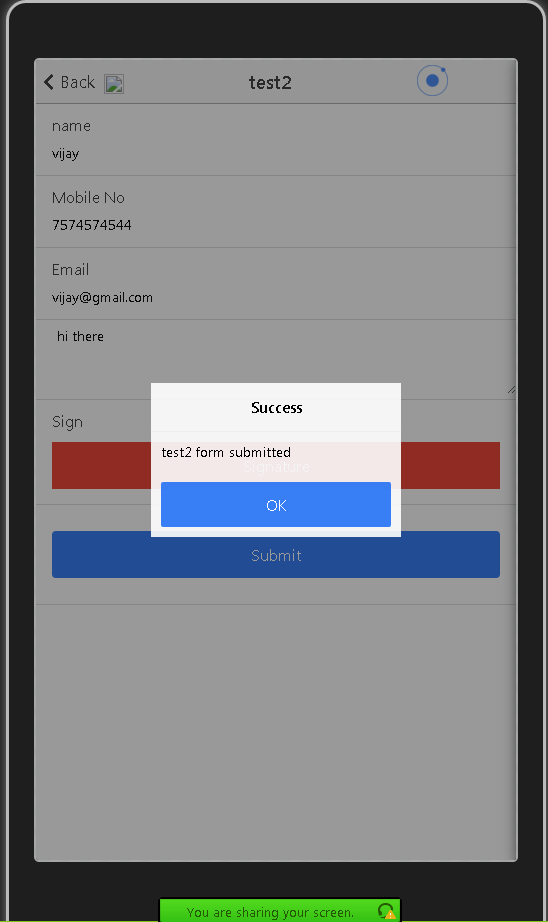 Back
test2
name
vijay
Mobile No
7574574544
Email
vijay@gmail.com
hi there
Success
Sign
test2 form submitted
Signature
OK
Submit
You are sharing your screen.